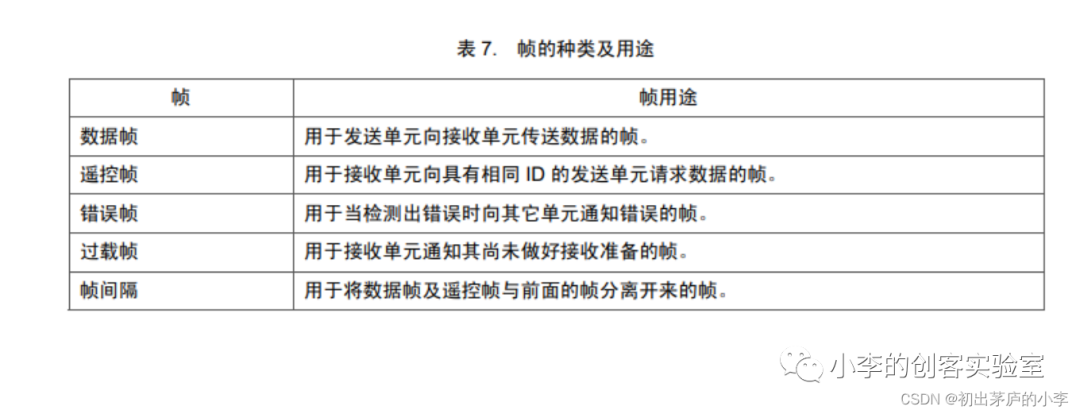 表 7. 帧的种类及用途
帧 帧用途
数据帧 用于发送单元向接收单元传送数据的帧。
遥控帧 用于接收单元向具有相同 ID 的发送单元请求数据的帧。
错误帧 用于当检测出错误时向其它单元通知错误的帧。
过载帧 用于接收单元通知其尚未做好接收准备的帧。
帧间隔 用于将数据帧及遥控帧与前面的帧分离开来的帧。
小李的创客实验室
CSDN @初出茅庐的小李